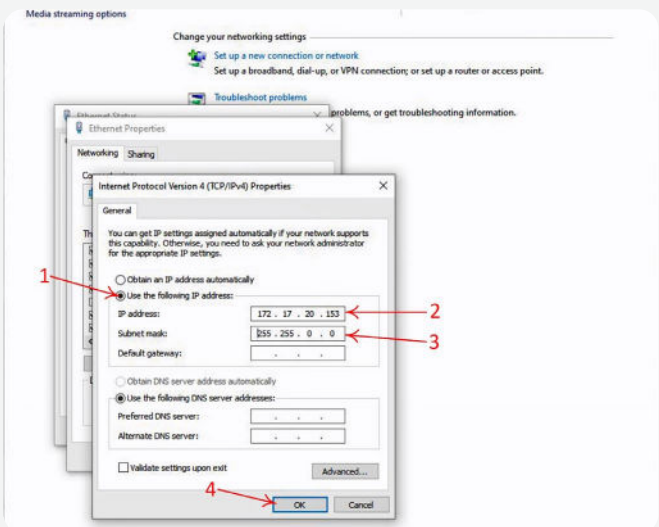 Media streaming options
Change your networking settings
Set up a new connection or network
Set up a broadband, dial-up, or VPN connection; or set up a router or access point.
Troubleshoot problems
problems, or get troubleshooting information.
Ethernet Status
Ethernet Properties
Networking Sharing
Internet Protocol Version 4 (TCP/IPv4) Properties
General
You can get IP settings assigned automatically if your network supports
this capability. Otherwise, you need to ask your network administrator
for the appropriate IP settings.
Obtain an IP address automatically
1
Use the following IP address:
IP address: 172 . 17 . 20 . 153 2
Subnet mask: 255 . 255 . 0 . 0 3
Default gateway: . . .
Obtain DNS server address automatically
Use the following DNS server addresses:
Preferred DNS server: . . .
Alternate DNS server: . . .
Validate settings upon exit
Advanced...
4
OK Cancel